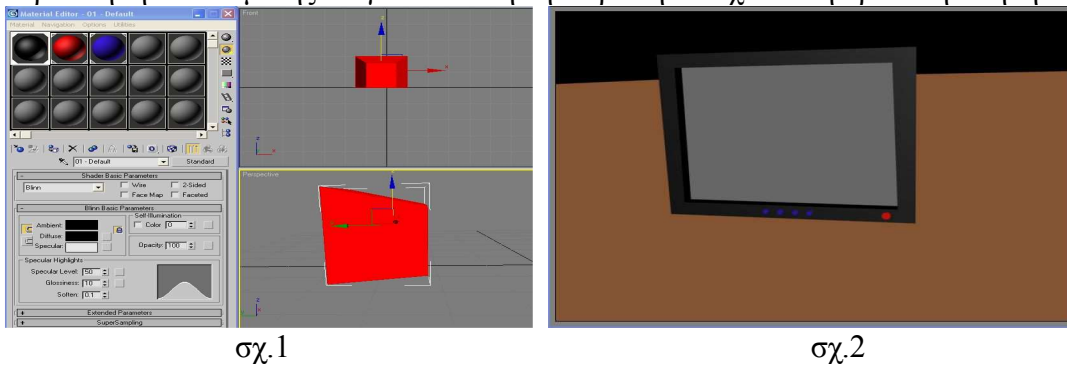 Material Editor - 01 - Default
Material Navigation Options Utilities
01 - Default Standard
Shader Basic Parameters
Blinn Wire 2-Sided
Face Map Faceted
Blinn Basic Parameters
Self-Illumination
Ambient: Color 0
Diffuse:
Specular: Opacity: 100
Specular Highlights
Specular Level: 50
Glossiness: 10
Soften: 0.1
Extended Parameters
SuperSampling
Front
Perspective
σχ.1 σχ.2